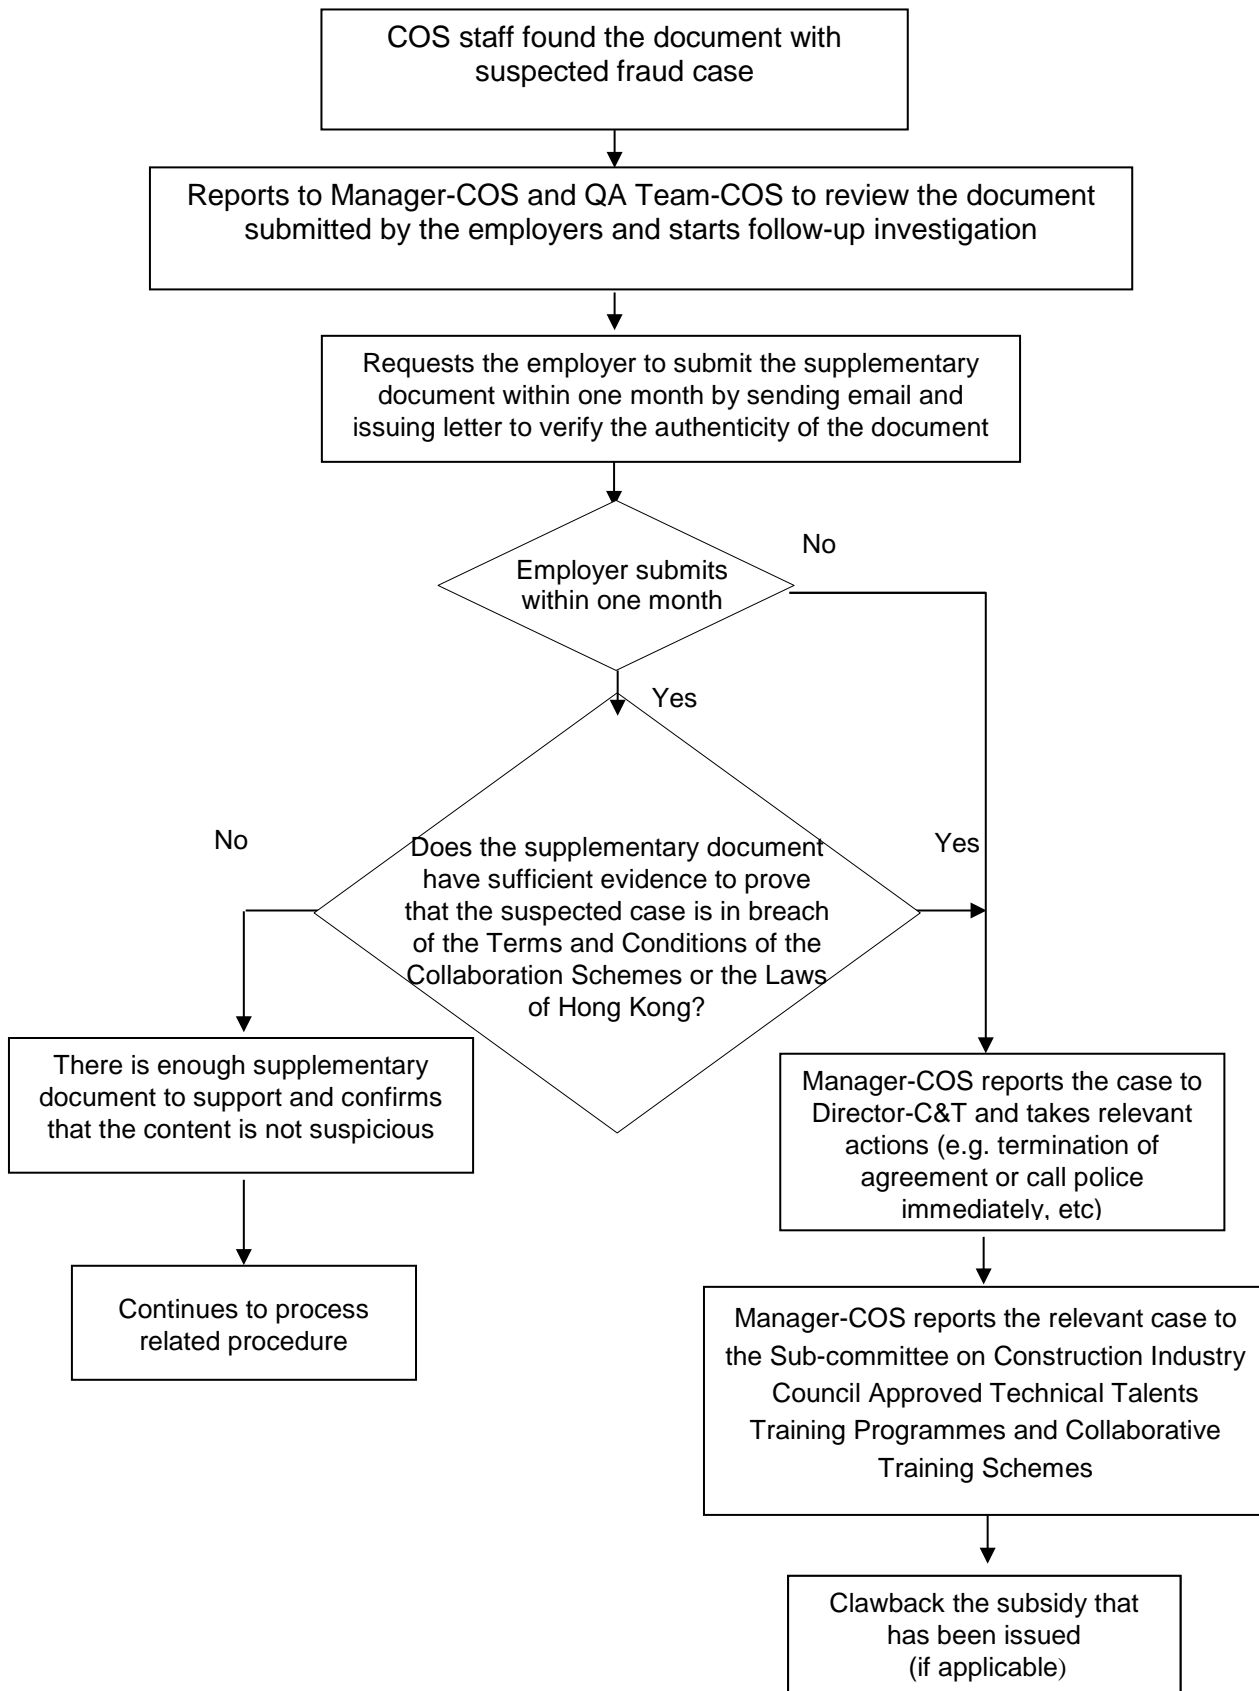 COS staff found the document with
suspected fraud case
Reports to Manager-COS and QA Team-COS to review the document
submitted by the employers and starts follow-up investigation
Requests the employer to submit the supplementary
document within one month by sending email and
issuing letter to verify the authenticity of the document
No
Employer submits
within one month
Yes
No
Yes
Does the supplementary document
have sufficient evidence to prove
that the suspected case is in breach
of the Terms and Conditions of the
Collaboration Schemes or the Laws
of Hong Kong?
There is enough supplementary
document to support and confirms
that the content is not suspicious
Manager-COS reports the case to
Director-C&T and takes relevant
actions (e.g. termination of
agreement or call police
immediately, etc)
Continues to process
related procedure
Manager-COS reports the relevant case to
the Sub-committee on Construction Industry
Council Approved Technical Talents
Training Programmes and Collaborative
Training Schemes
Clawback the subsidy that
has been issued
(if applicable)